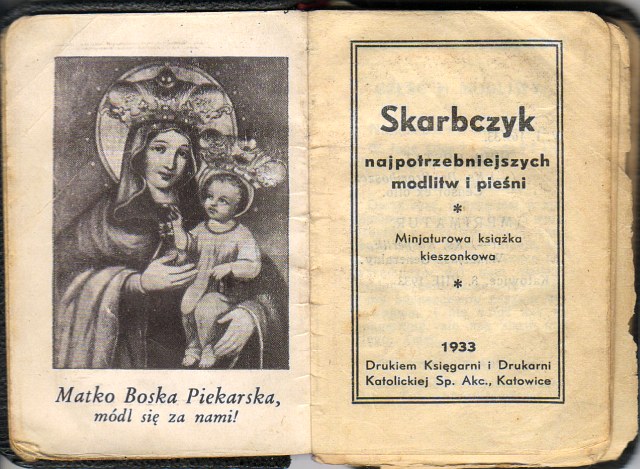 Matko Boska Piekarska,
módl się za nami!
Skarbczyk
najpotrzebniejszych
modlitw i pieśni
*
Minjaturowa książka
kieszonkowa
*
1933
Drukiem Księgarni i Drukarni
Katolickiej Sp. Akc., Katowice